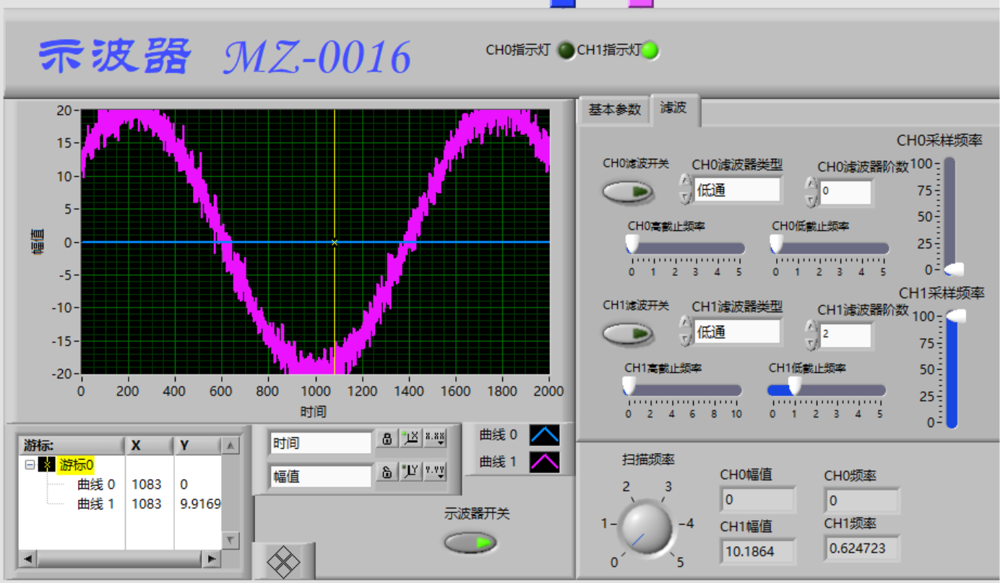 示波器 MZ-0016
CH0指示灯 CH1指示灯
基本参数 滤波
20
15
10
5
0
-5
-10
-15
-20
幅值
0 200 400 600 800 1000 1200 1400 1600 1800 2000
时间
CH0采样频率
100
75
50
25
0
CH0滤波开关
CH0滤波器类型
低通
CH0滤波器阶数
0
CH0高截止频率
0 1 2 3 4 5
CH0低截止频率
0 1 2 3 4 5
CH1采样频率
100
75
50
25
0
CH1滤波开关
CH1滤波器类型
低通
CH1滤波器阶数
2
CH1高截止频率
0 2 4 6 8 10
CH1低截止频率
0 1 2 3 4 5
游标: X Y
游标0
曲线 0 1083 0
曲线 1 1083 9.9169
时间
幅值
X X.XX
Y Y.YY
曲线 0
曲线 1
示波器开关
扫描频率
0 1 2 3 4 5
CH0幅值
0
CH0频率
0
CH1幅值
10.1864
CH1频率
0.624723